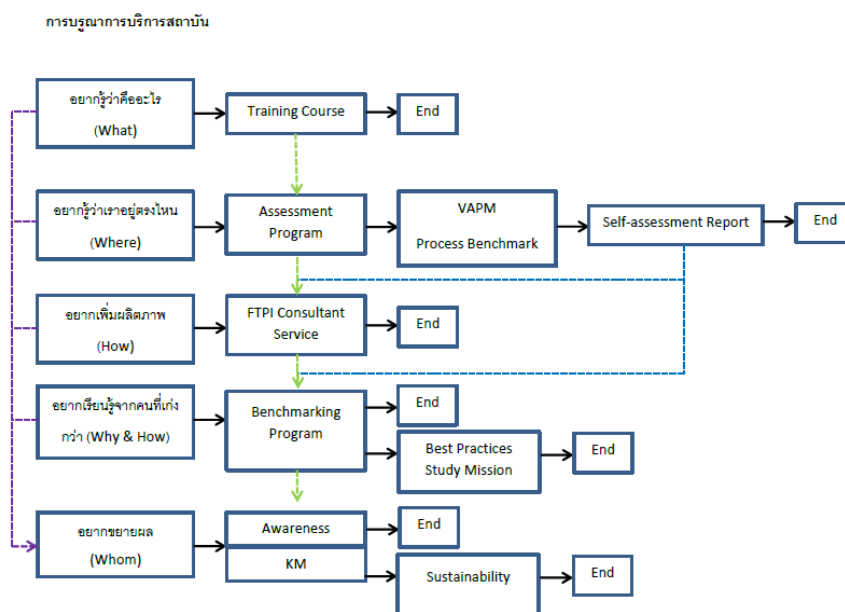 การบรูณาการบริการสถาบัน
อยากรู้ว่าคืออะไร
(What)
Training Course
End
อยากรู้ว่าเราอยู่ตรงไหน
(Where)
Assessment
Program
VAPM
Process Benchmark
Self-assessment Report
End
อยากเพิ่มผลิตภาพ
(How)
FTPI Consultant
Service
End
อยากเรียนรู้จากคนที่เก่ง
กว่า (Why & How)
Benchmarking
Program
End
Best Practices
Study Mission
End
อยากขยายผล
(Whom)
Awareness
End
KM
Sustainability
End